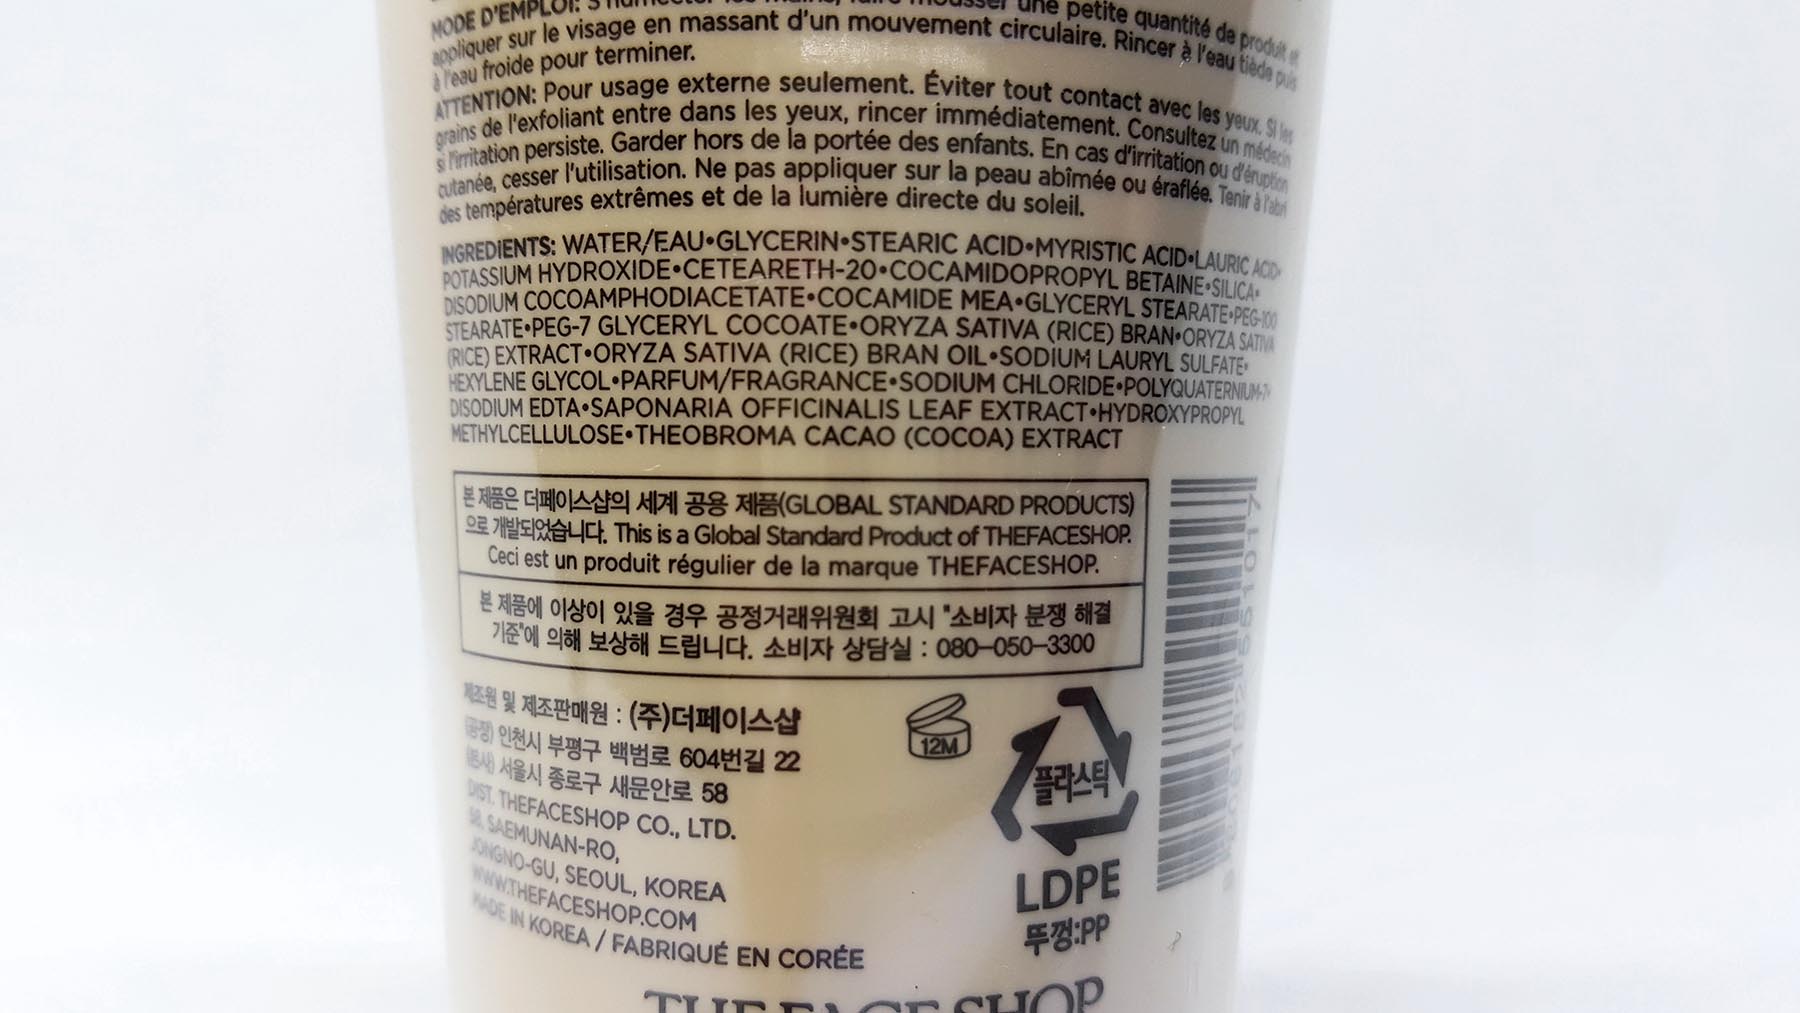 MODE D'EMPLOI: S'humecter les mains, faire mousser une petite quantité de produit et
appliquer sur le visage en massant d'un mouvement circulaire. Rincer à l'eau tiède puis
à l'eau froide pour terminer.
ATTENTION: Pour usage externe seulement. Éviter tout contact avec les yeux. Si les
grains de l'exfoliant entre dans les yeux, rincer immédiatement. Consultez un médecin
si l'irritation persiste. Garder hors de la portée des enfants. En cas d'irritation ou d'éruption
cutanée, cesser l'utilisation. Ne pas appliquer sur la peau abîmée ou éraflée. Tenir à l'abri
des températures extrêmes et de la lumière directe du soleil.
INGREDIENTS: WATER/EAU•GLYCERIN•STEARIC ACID•MYRISTIC ACID•LAURIC ACID•
POTASSIUM HYDROXIDE•CETEARETH-20•COCAMIDOPROPYL BETAINE•SILICA•
DISODIUM COCOAMPHODIACETATE•COCAMIDE MEA•GLYCERYL STEARATE•PEG-100
STEARATE•PEG-7 GLYCERYL COCOATE•ORYZA SATIVA (RICE) BRAN•ORYZA SATIVA
(RICE) EXTRACT•ORYZA SATIVA (RICE) BRAN OIL•SODIUM LAURYL SULFATE•
HEXYLENE GLYCOL•PARFUM/FRAGRANCE•SODIUM CHLORIDE•POLYQUATERNIUM-7•
DISODIUM EDTA•SAPONARIA OFFICINALIS LEAF EXTRACT•HYDROXYPROPYL
METHYLCELLULOSE•THEOBROMA CACAO (COCOA) EXTRACT
본 제품은 더페이스샵의 세계 공용 제품(GLOBAL STANDARD PRODUCTS)
으로 개발되었습니다. This is a Global Standard Product of THEFACESHOP.
Ceci est un produit régulier de la marque THEFACESHOP.
본 제품에 이상이 있을 경우 공정거래위원회 고시 "소비자 분쟁 해결
기준"에 의해 보상해 드립니다. 소비자 상담실 : 080-050-3300
제조원 및 제조판매원 : (주)더페이스샵
(공장) 인천시 부평구 백범로 604번길 22
(본사) 서울시 종로구 새문안로 58
DIST. THEFACESHOP CO., LTD.
58, SAEMUNAN-RO,
JONGNO-GU, SEOUL, KOREA
WWW.THEFACESHOP.COM
MADE IN KOREA / FABRIQUÉ EN CORÉE
12M
플라스틱
LDPE
뚜껑:PP
THE FACE SHOP